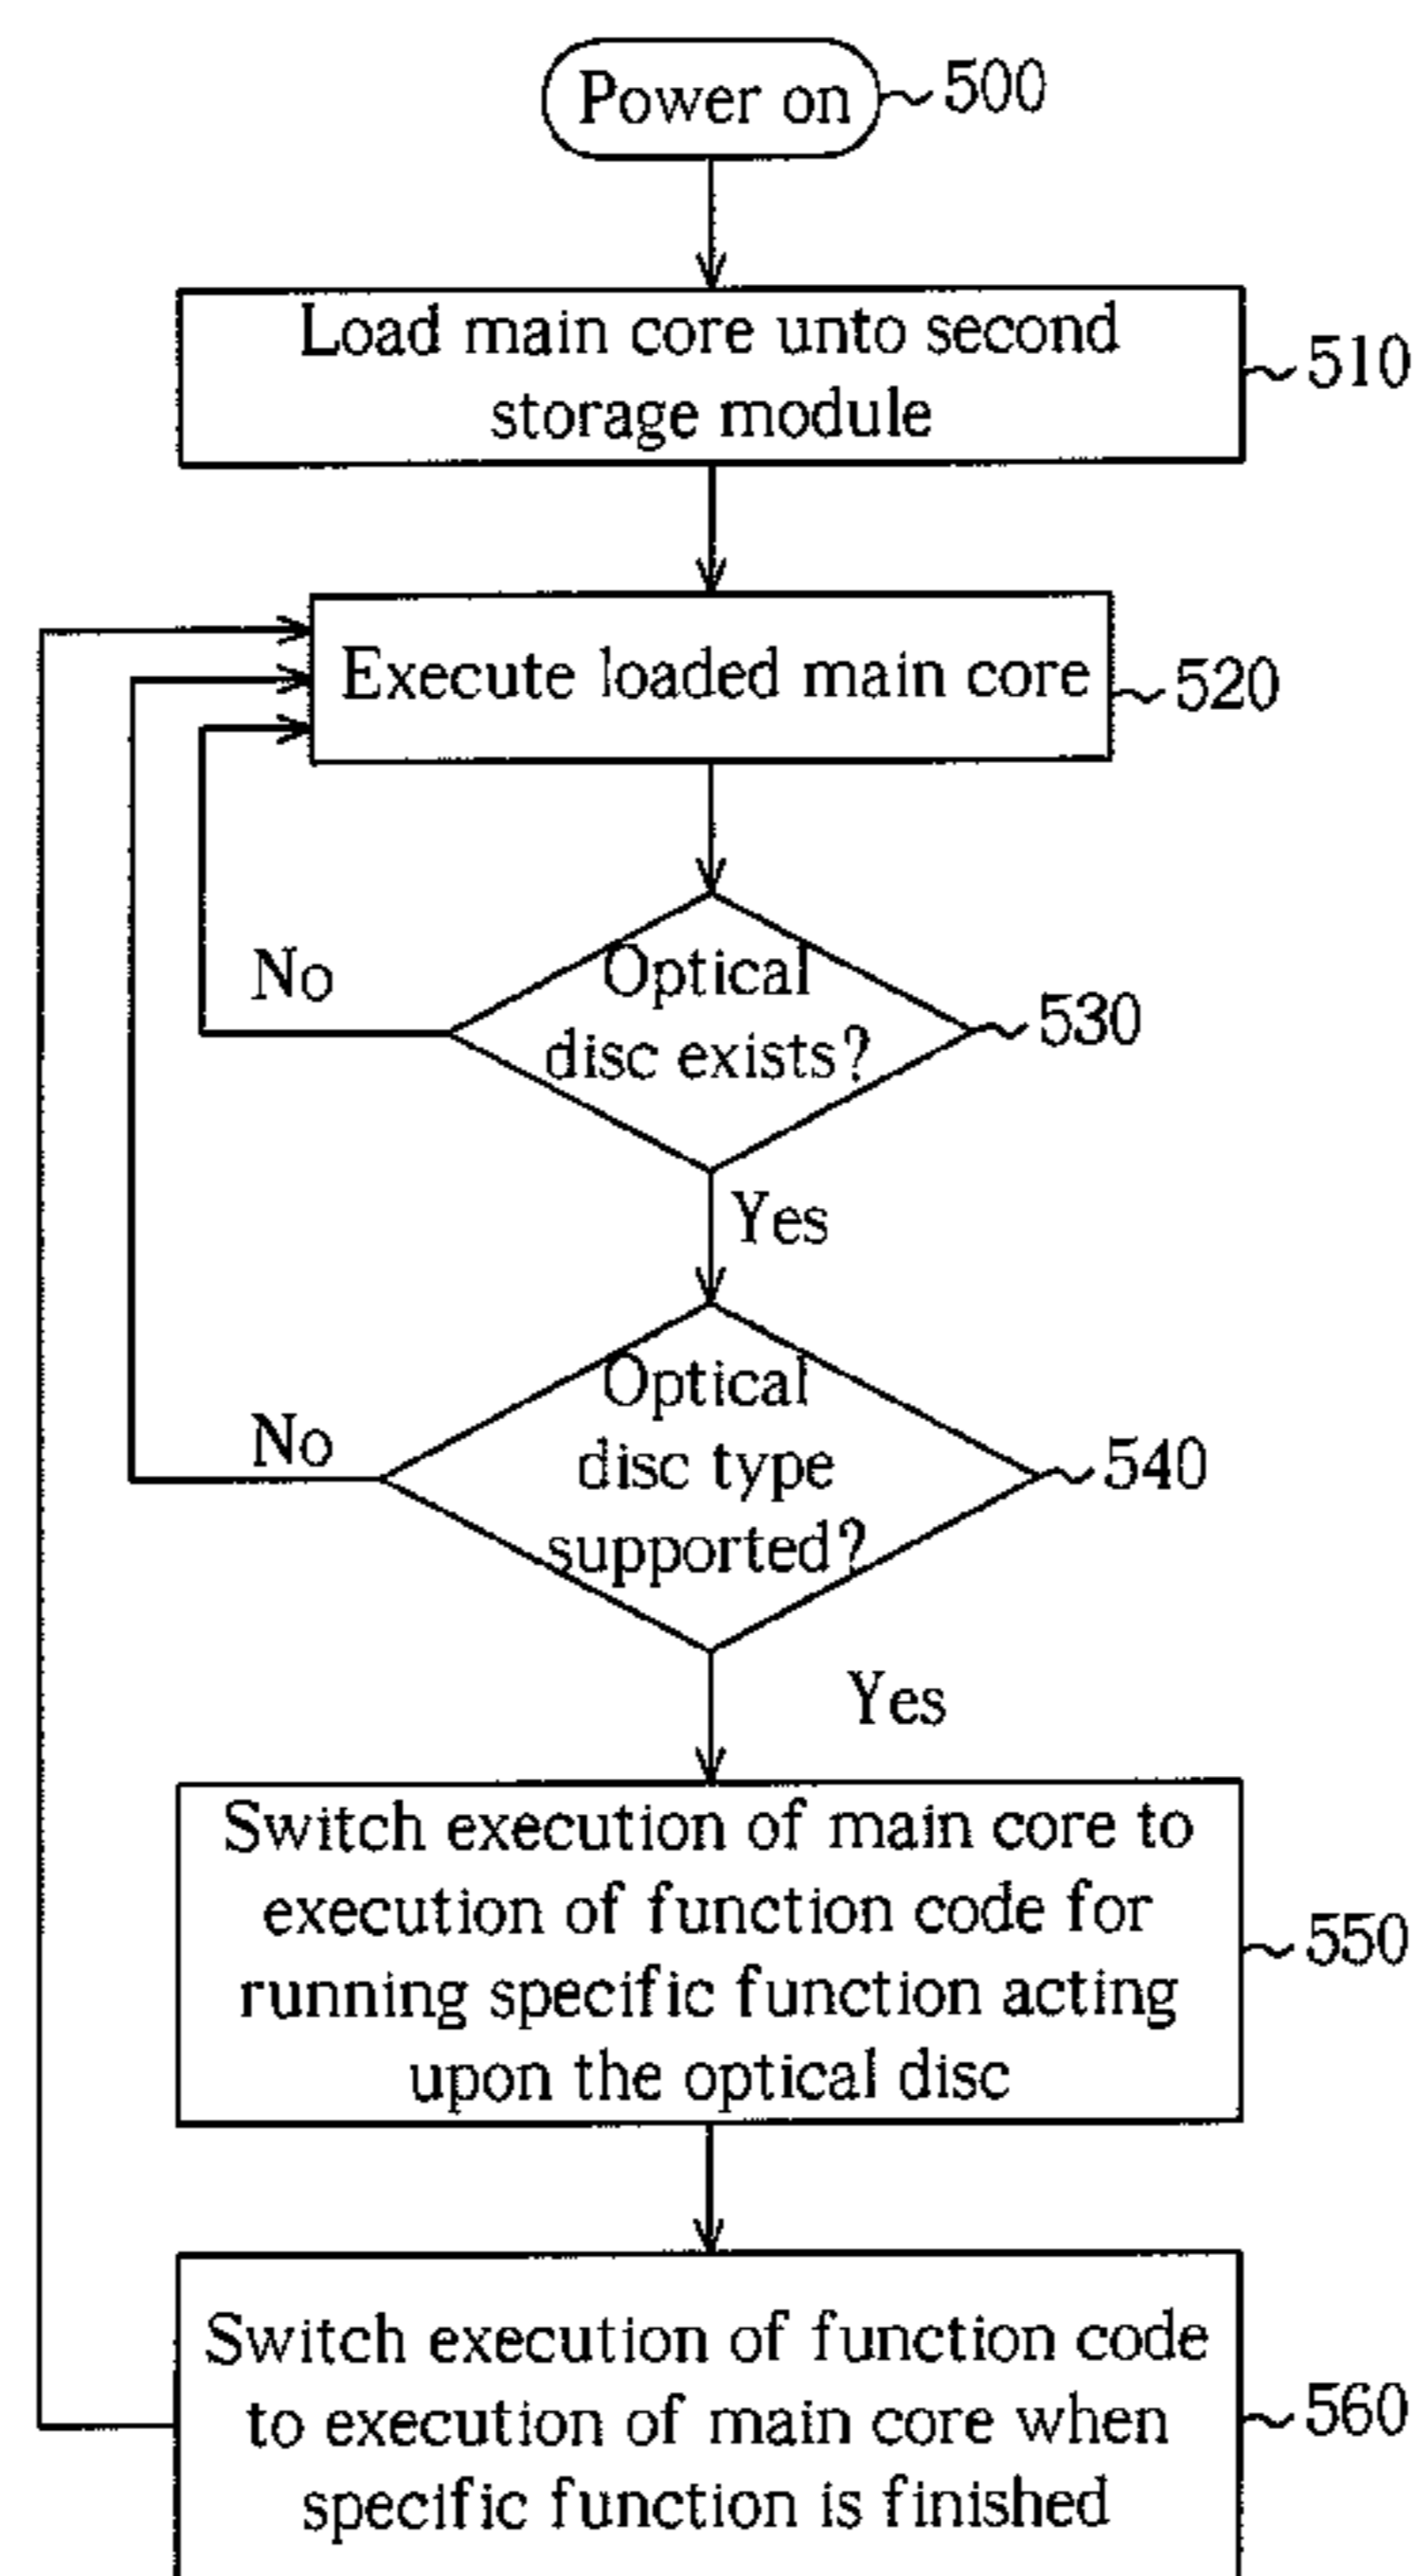 Power on
500
Load main core unto second
storage module
510
Execute loaded main core
520
Optical
disc exists?
530
No
Yes
Optical
disc type
supported?
540
No
Yes
Switch execution of main core to
execution of function code for
running specific function acting
upon the optical disc
550
Switch execution of function code
to execution of main core when
specific function is finished
560